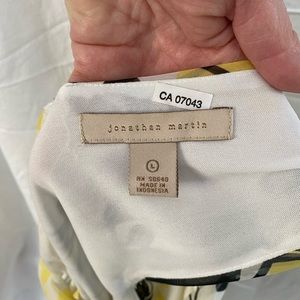 CA 07043
jonathan martin
L
RN 50640
MADE IN
INDONESIA